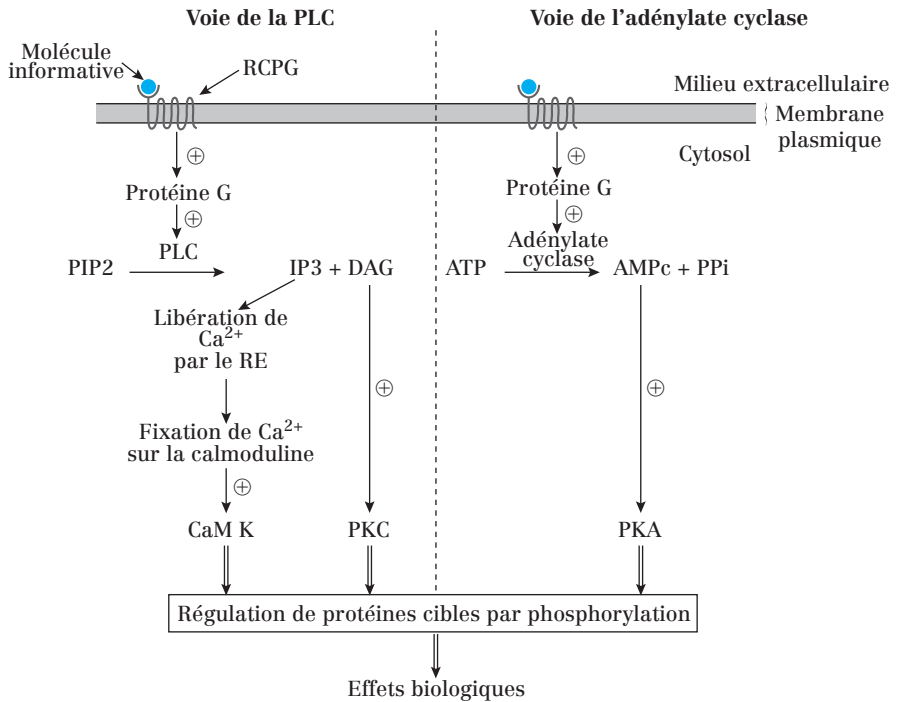 Voie de la PLC
Voie de l'adénylate cyclase
Molécule
informative
RCPG
Milieu extracellulaire
Membrane
plasmique
Cytosol
⊕
⊕
Protéine G
Protéine G
⊕
⊕
PLC
Adénylate
cyclase
PIP2
IP3 + DAG
ATP
AMPc + PPi
Libération de
Ca²⁺
par le RE
⊕
⊕
Fixation de Ca²⁺
sur la calmoduline
⊕
CaM K
PKC
PKA
Régulation de protéines cibles par phosphorylation
Effets biologiques